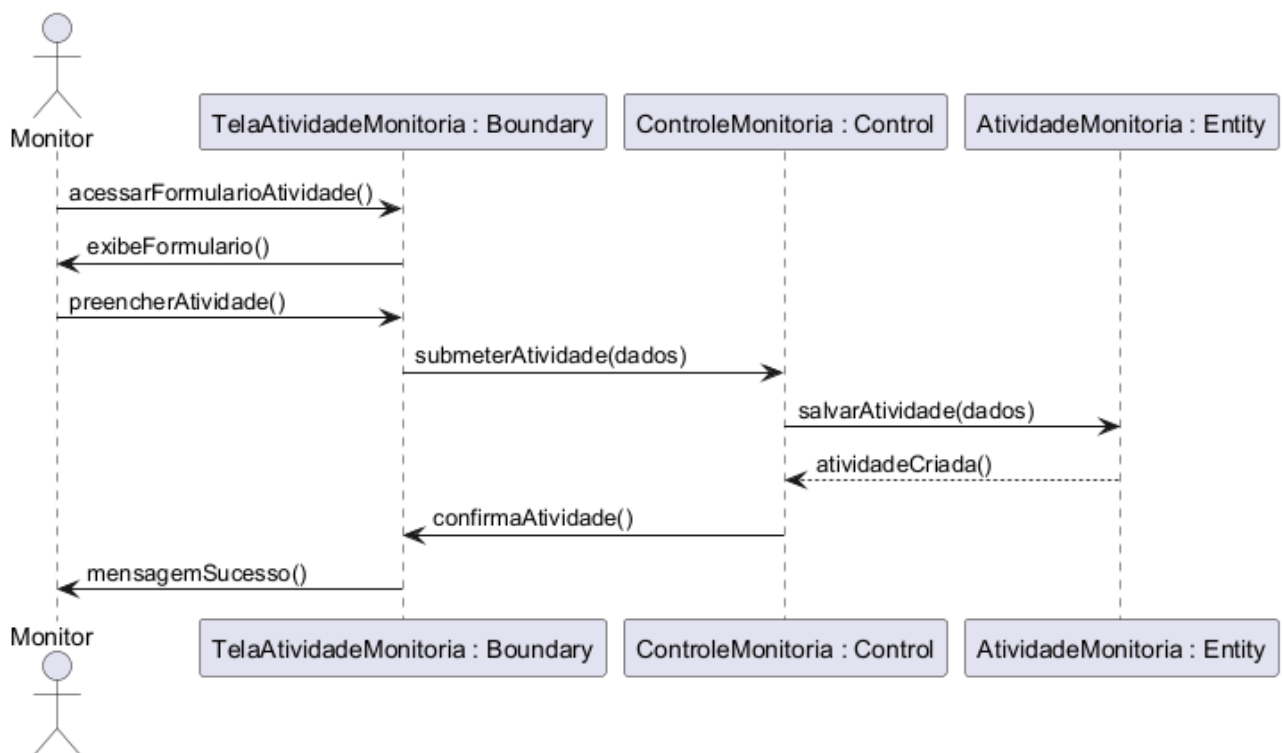 Monitor
TelaAtividadeMonitoria : Boundary
ControleMonitoria : Control
AtividadeMonitoria : Entity
acessarFormularioAtividade()
exibeFormulario()
preencherAtividade()
submeterAtividade(dados)
salvarAtividade(dados)
atividadeCriada()
confirmaAtividade()
mensagemSucesso()
Monitor
TelaAtividadeMonitoria : Boundary
ControleMonitoria : Control
AtividadeMonitoria : Entity